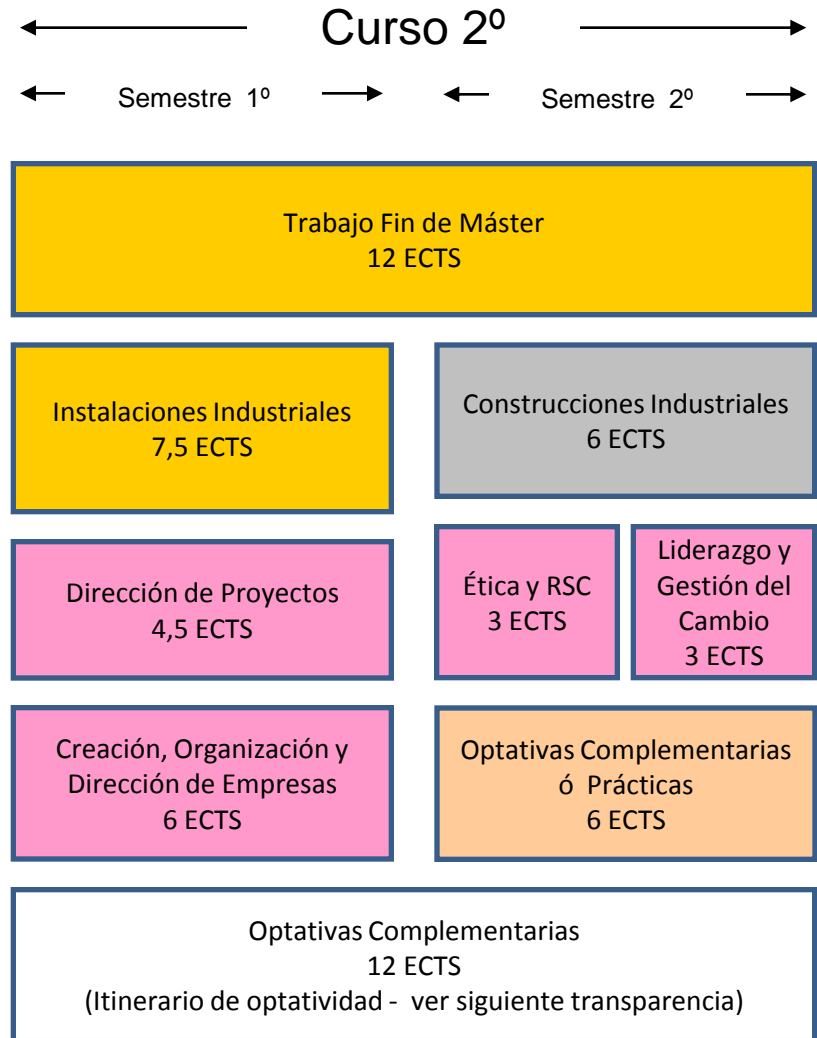 Curso 2º
Semestre 1º
Semestre 2º
Trabajo Fin de Máster
12 ECTS
Instalaciones Industriales
7,5 ECTS
Construcciones Industriales
6 ECTS
Dirección de Proyectos
4,5 ECTS
Ética y RSC
3 ECTS
Liderazgo y
Gestión del
Cambio
3 ECTS
Creación, Organización y
Dirección de Empresas
6 ECTS
Optativas Complementarias
ó Prácticas
6 ECTS
Optativas Complementarias
12 ECTS
(Itinerario de optatividad - ver siguiente transparencia)